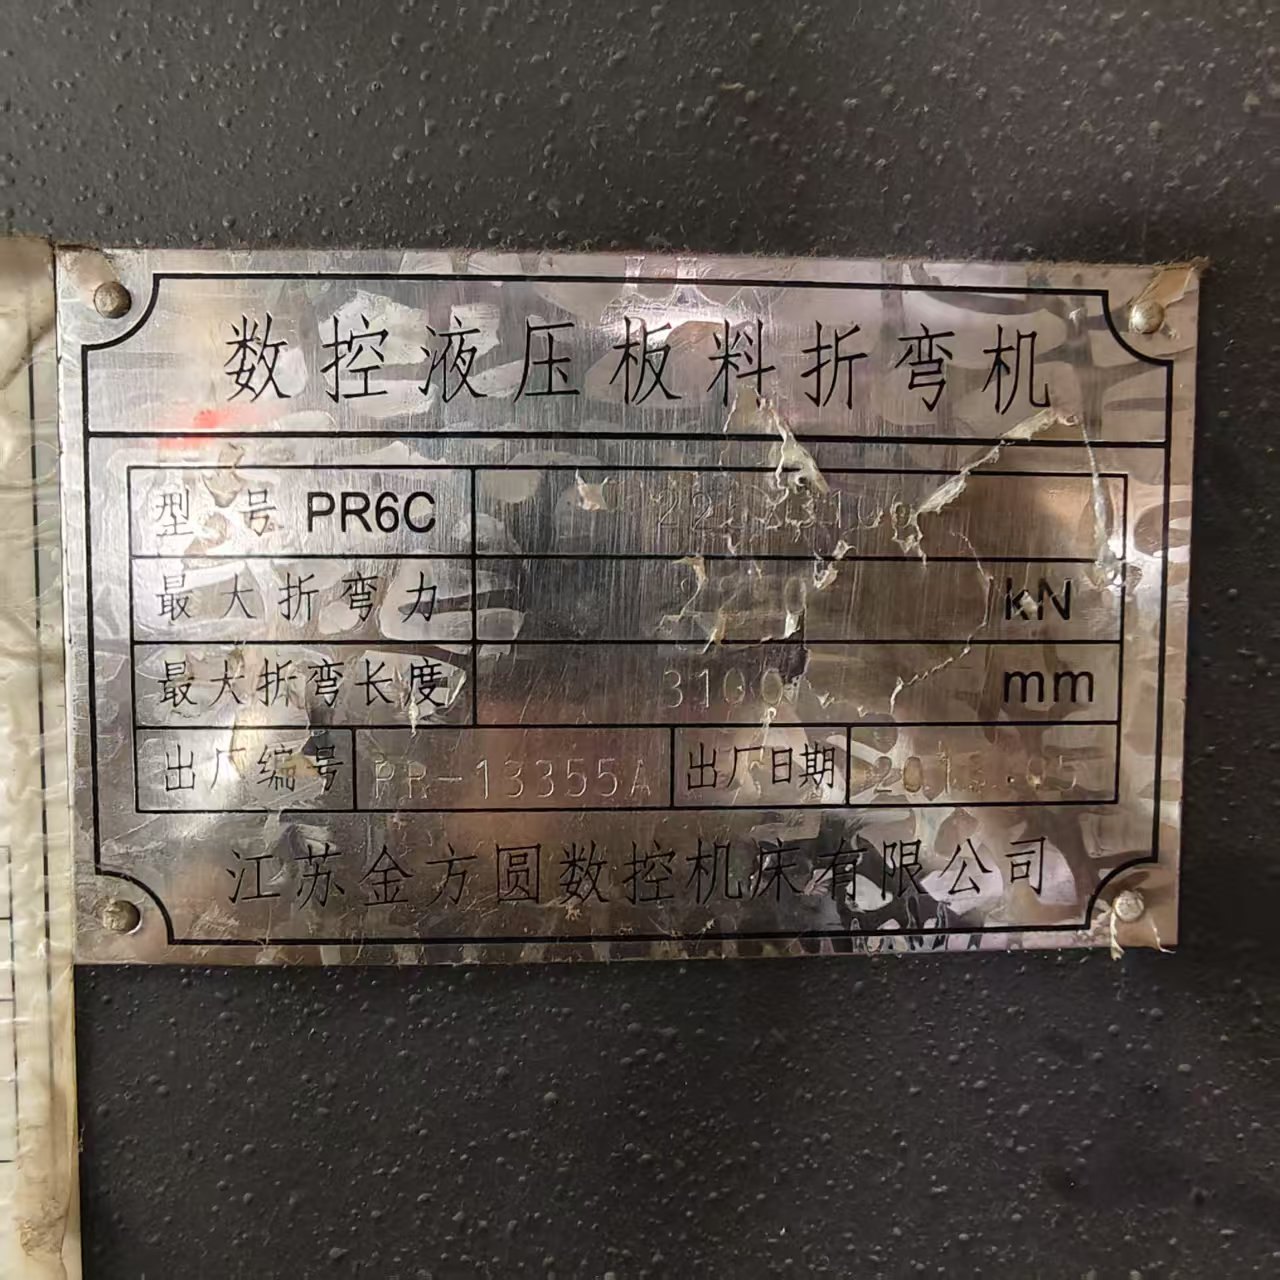 数控液压板料折弯机
型号 PR6C
最大折弯力 kN
最大折弯长度 3100 mm
出厂编号 PR-13355A 出厂日期
江苏金方圆数控机床有限公司